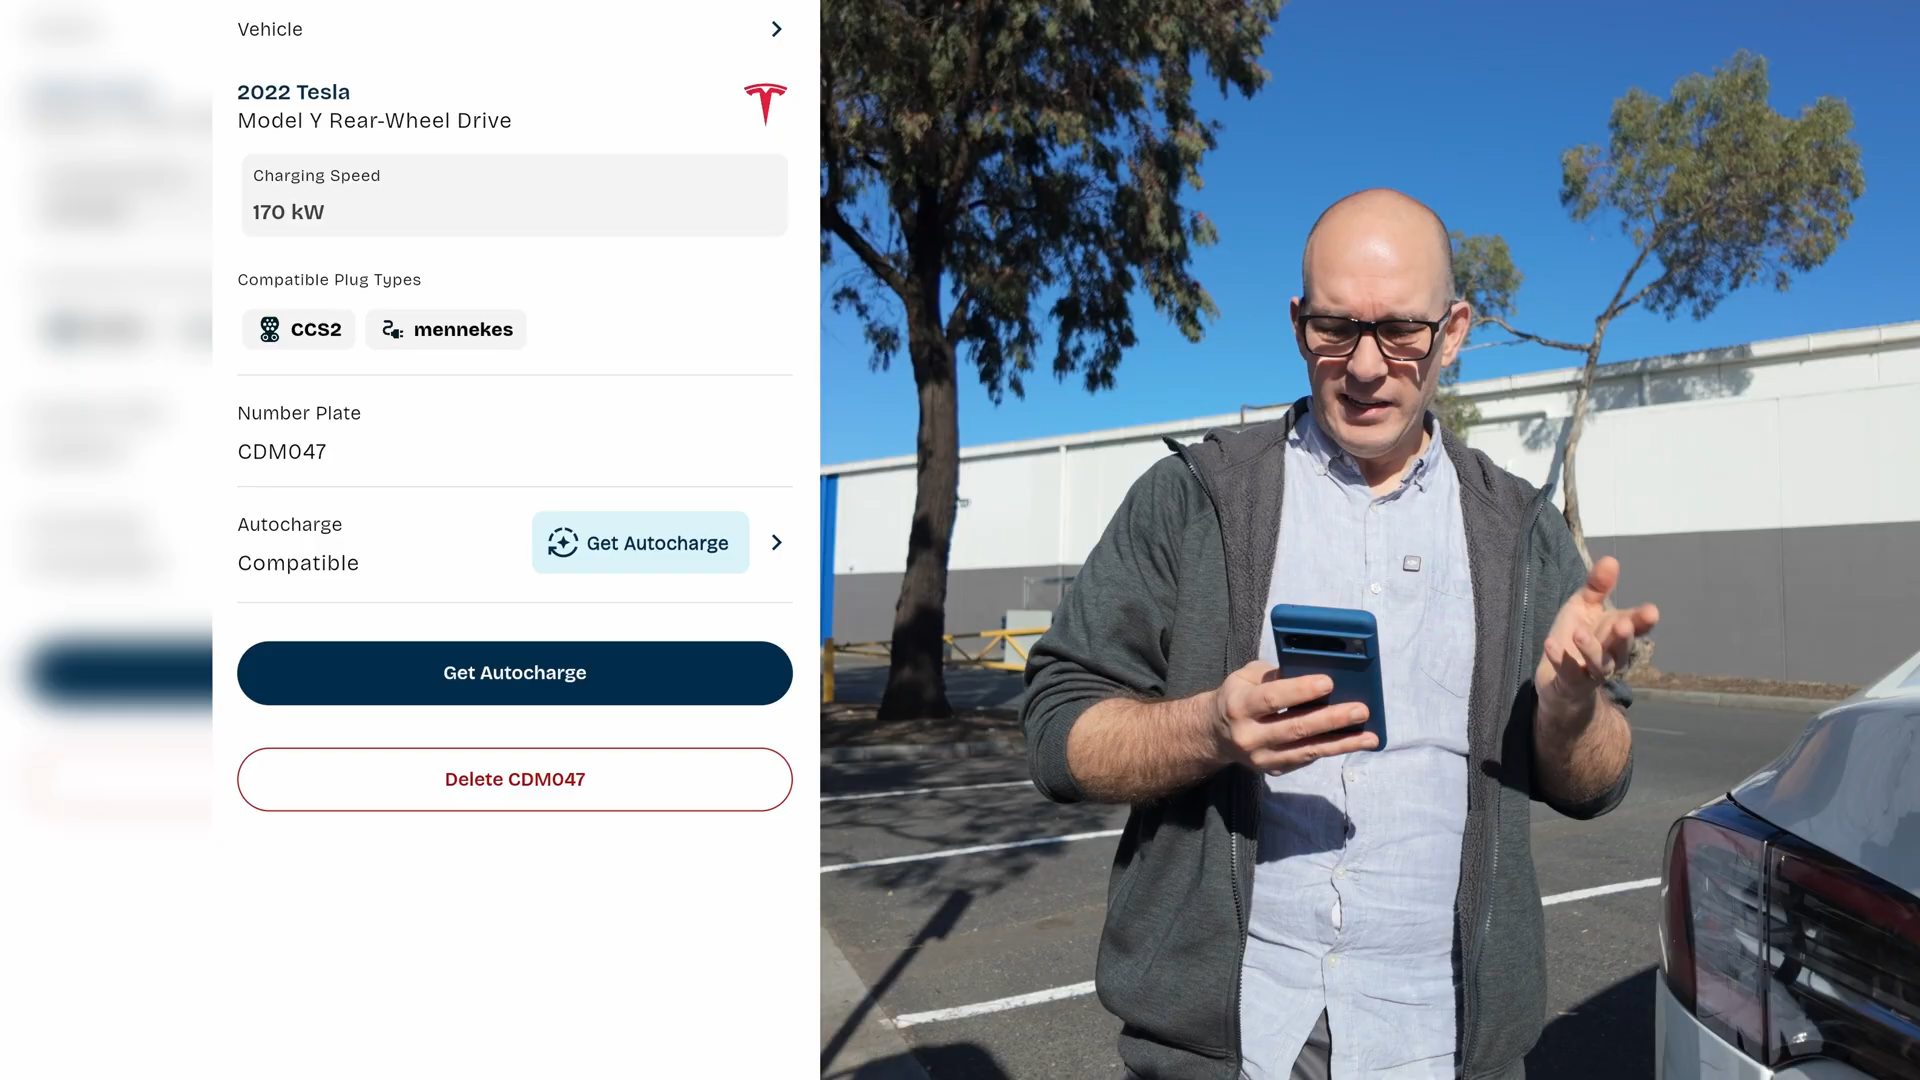 Vehicle
2022 Tesla
Model Y Rear-Wheel Drive
Charging Speed
170 kW
Compatible Plug Types
CCS2 mennekes
Number Plate
CDM047
Autocharge
Get Autocharge
Compatible
Get Autocharge
Delete CDM047